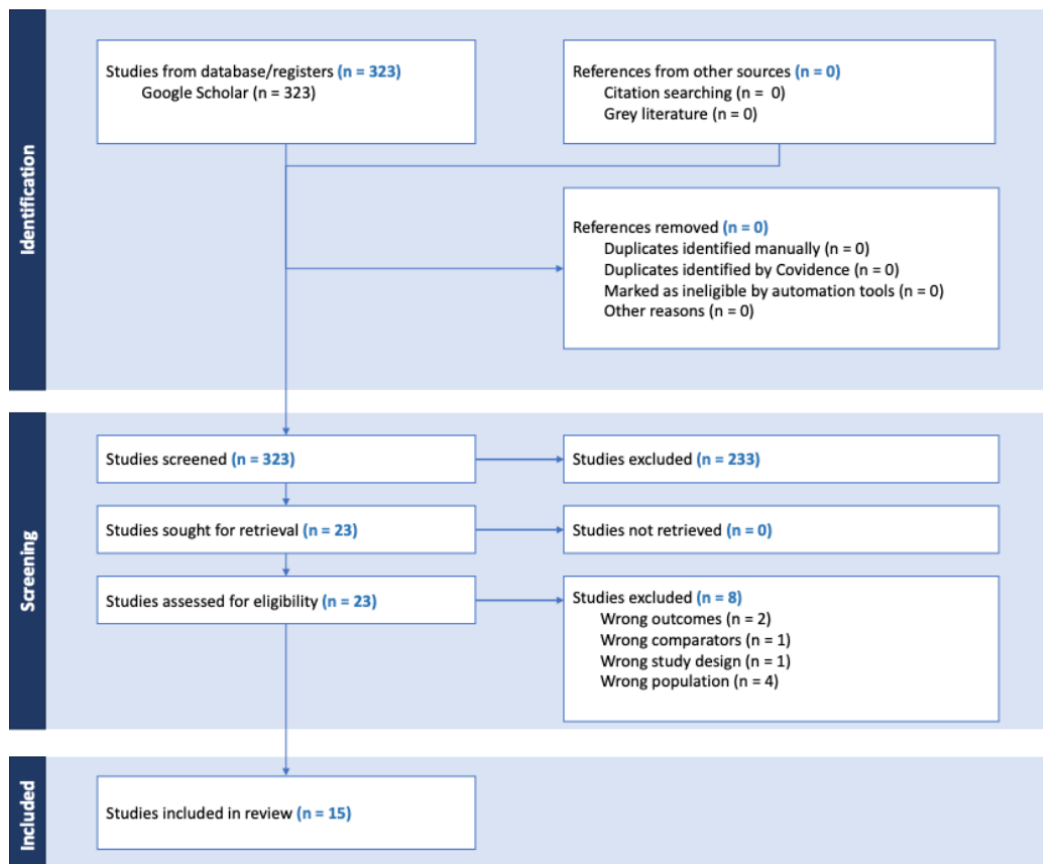 Identification
Studies from database/registers (n = 323)
Google Scholar (n = 323)
References from other sources (n = 0)
Citation searching (n = 0)
Grey literature (n = 0)
References removed (n = 0)
Duplicates identified manually (n = 0)
Duplicates identified by Covidence (n = 0)
Marked as ineligible by automation tools (n = 0)
Other reasons (n = 0)
Screening
Studies screened (n = 323)
Studies excluded (n = 233)
Studies sought for retrieval (n = 23)
Studies not retrieved (n = 0)
Studies assessed for eligibility (n = 23)
Studies excluded (n = 8)
Wrong outcomes (n = 2)
Wrong comparators (n = 1)
Wrong study design (n = 1)
Wrong population (n = 4)
Included
Studies included in review (n = 15)